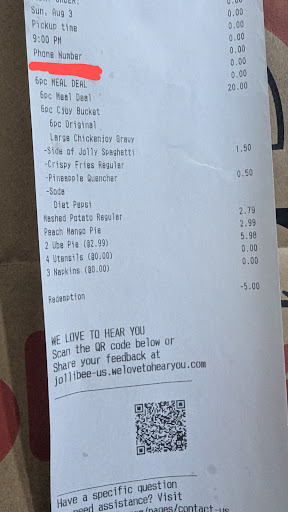 ORDER:
Sun. Aug 3 0.00
Pickup time 0.00
9:00 PM 0.00
Phone Number 0.00
0.00
6pc MEAL DEAL 20.00
6pc Meal Deal
6pc Cjoy Bucket
6pc Original
Large Chickenjoy Gravy
-Side of Jolly Spaghetti 1.50
-Crispy Fries Regular
-Pineapple Quencher 0.50
-Soda
Diet Pepsi
Mashed Potato Regular 2.79
Peach Mango Pie 2.99
2 Ube Pie (@2.99) 5.98
4 Utensils (@0.00) 0.00
3 Napkins (@0.00) 0.00
Redemption -5.00
WE LOVE TO HEAR YOU
Scan the QR code below or
Share your feedback at
jollibee-us.welovetohearyou.com
Have a specific question
need assistance? Visit
/pages/contact-us